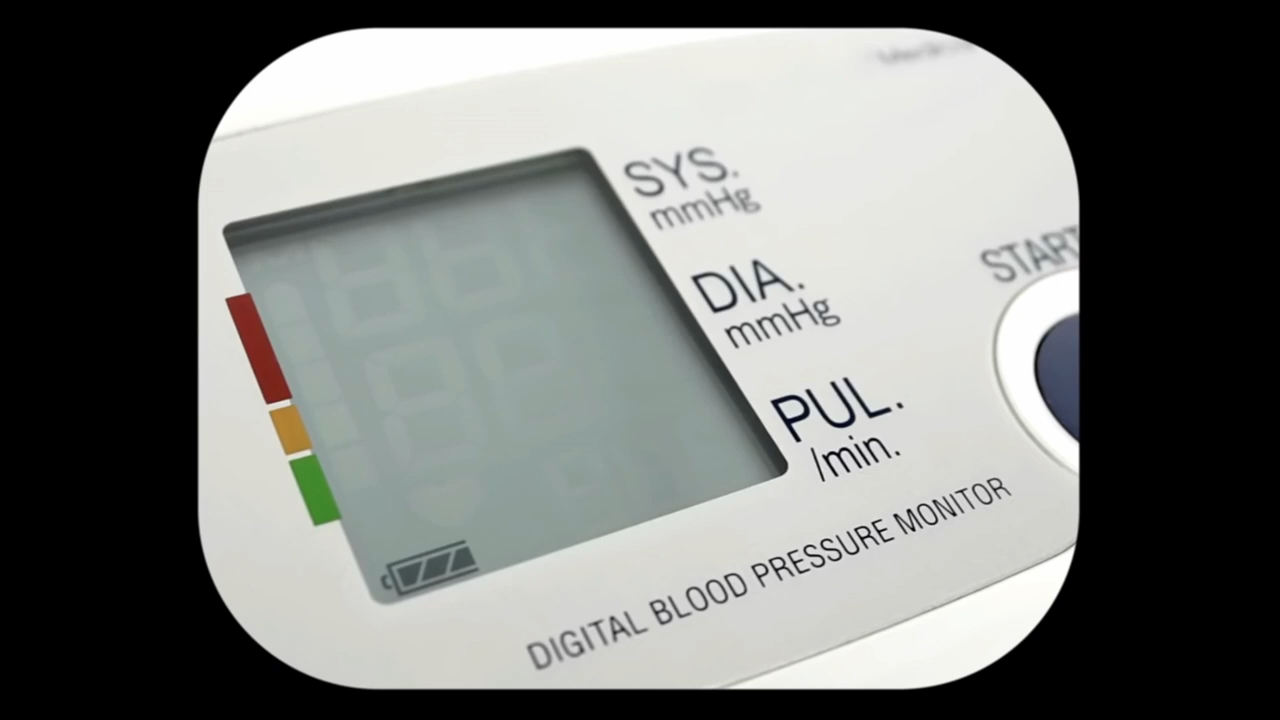 SYS.
mmHg
DIA.
mmHg
PUL.
/min.
START
DIGITAL BLOOD PRESSURE MONITOR